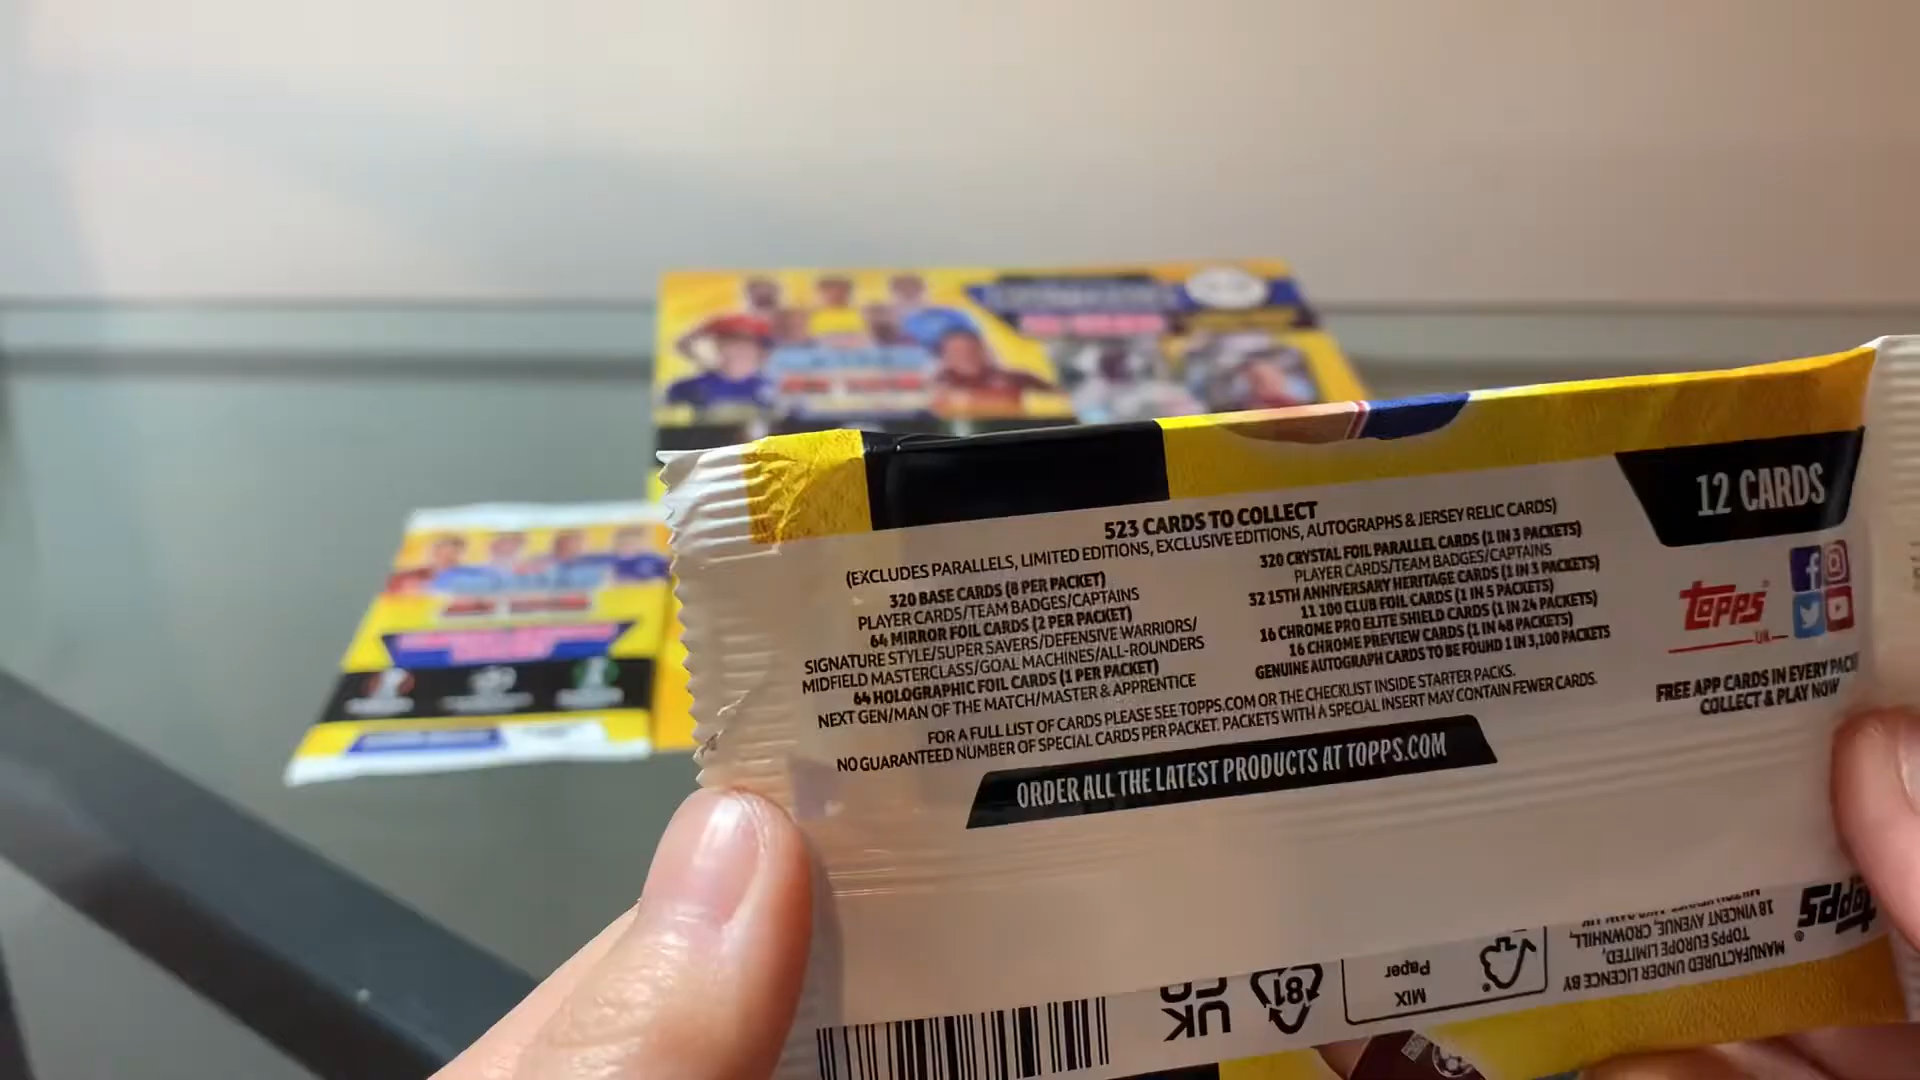 523 CARDS TO COLLECT
(EXCLUDES PARALLELS, LIMITED EDITIONS, EXCLUSIVE EDITIONS, AUTOGRAPHS & JERSEY RELIC CARDS)
320 BASE CARDS (8 PER PACKET)
PLAYER CARDS/TEAM BADGES/CAPTAINS
64 MIRROR FOIL CARDS (2 PER PACKET)
SIGNATURE STYLE/SUPER SAVERS/DEFENSIVE WARRIORS/
MIDFIELD MASTERCLASS/GOAL MACHINES/ALL-ROUNDERS
64 HOLOGRAPHIC FOIL CARDS (1 PER PACKET)
NEXT GEN/MAN OF THE MATCH/MASTER & APPRENTICE
320 CRYSTAL FOIL PARALLEL CARDS (1 IN 3 PACKETS)
PLAYER CARDS/TEAM BADGES/CAPTAINS
32 15TH ANNIVERSARY HERITAGE CARDS (1 IN 3 PACKETS)
11 100 CLUB FOIL CARDS (1 IN 5 PACKETS)
16 CHROME PRO ELITE SHIELD CARDS (1 IN 24 PACKETS)
16 CHROME PREVIEW CARDS (1 IN 48 PACKETS)
GENUINE AUTOGRAPH CARDS TO BE FOUND 1 IN 3,100 PACKETS
FOR A FULL LIST OF CARDS PLEASE SEE TOPPS.COM OR THE CHECKLIST INSIDE STARTER PACKS.
NO GUARANTEED NUMBER OF SPECIAL CARDS PER PACKET. PACKETS WITH A SPECIAL INSERT MAY CONTAIN FEWER CARDS.
ORDER ALL THE LATEST PRODUCTS AT TOPPS.COM
12 CARDS
topps®
UK
FREE APP CARDS IN EVERY PACK
COLLECT & PLAY NOW
topps®
MANUFACTURED UNDER LICENCE BY
TOPPS EUROPE LIMITED,
18 VINCENT AVENUE, CROWNHILL,
MIX
Paper
81
UK
CA